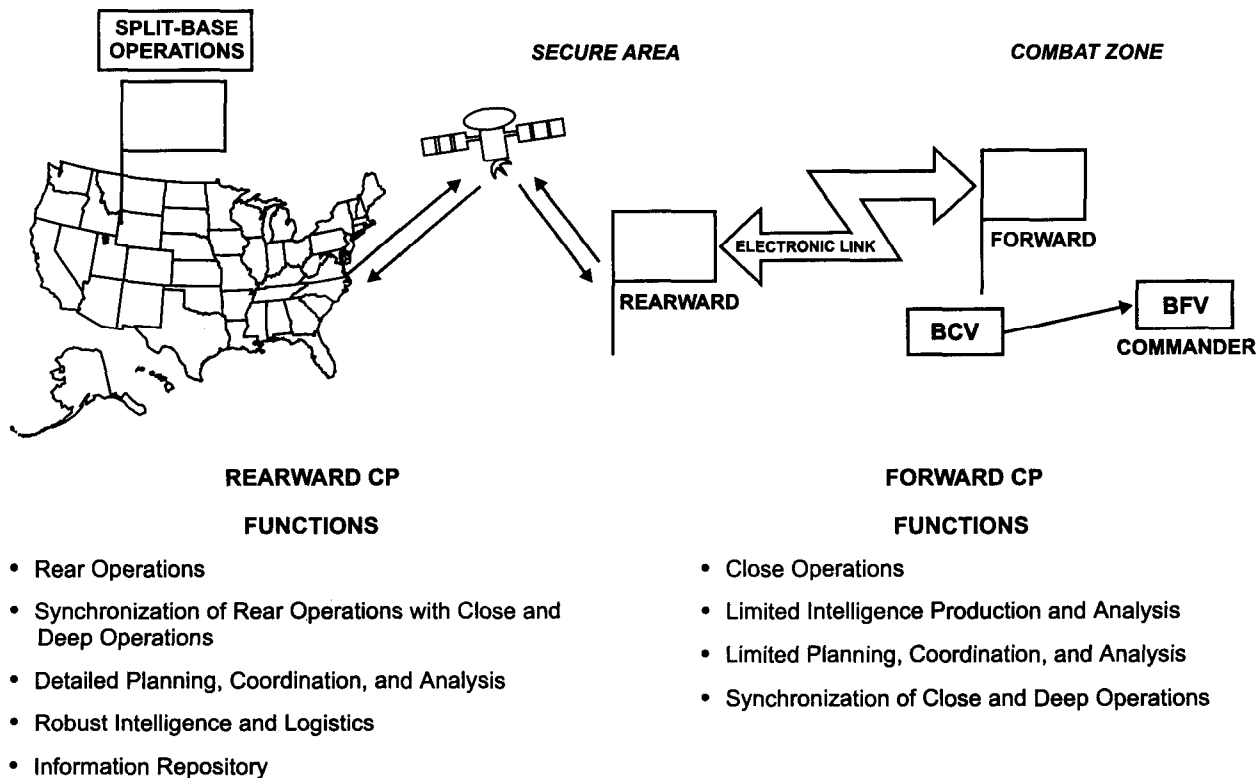 SPLIT-BASE
OPERATIONS
SECURE AREA
COMBAT ZONE
ELECTRONIC LINK
REARWARD
FORWARD
BCV
BFV
COMMANDER
REARWARD CP
FUNCTIONS
• Rear Operations
• Synchronization of Rear Operations with Close and
Deep Operations
• Detailed Planning, Coordination, and Analysis
• Robust Intelligence and Logistics
• Information Repository
FORWARD CP
FUNCTIONS
• Close Operations
• Limited Intelligence Production and Analysis
• Limited Planning, Coordination, and Analysis
• Synchronization of Close and Deep Operations